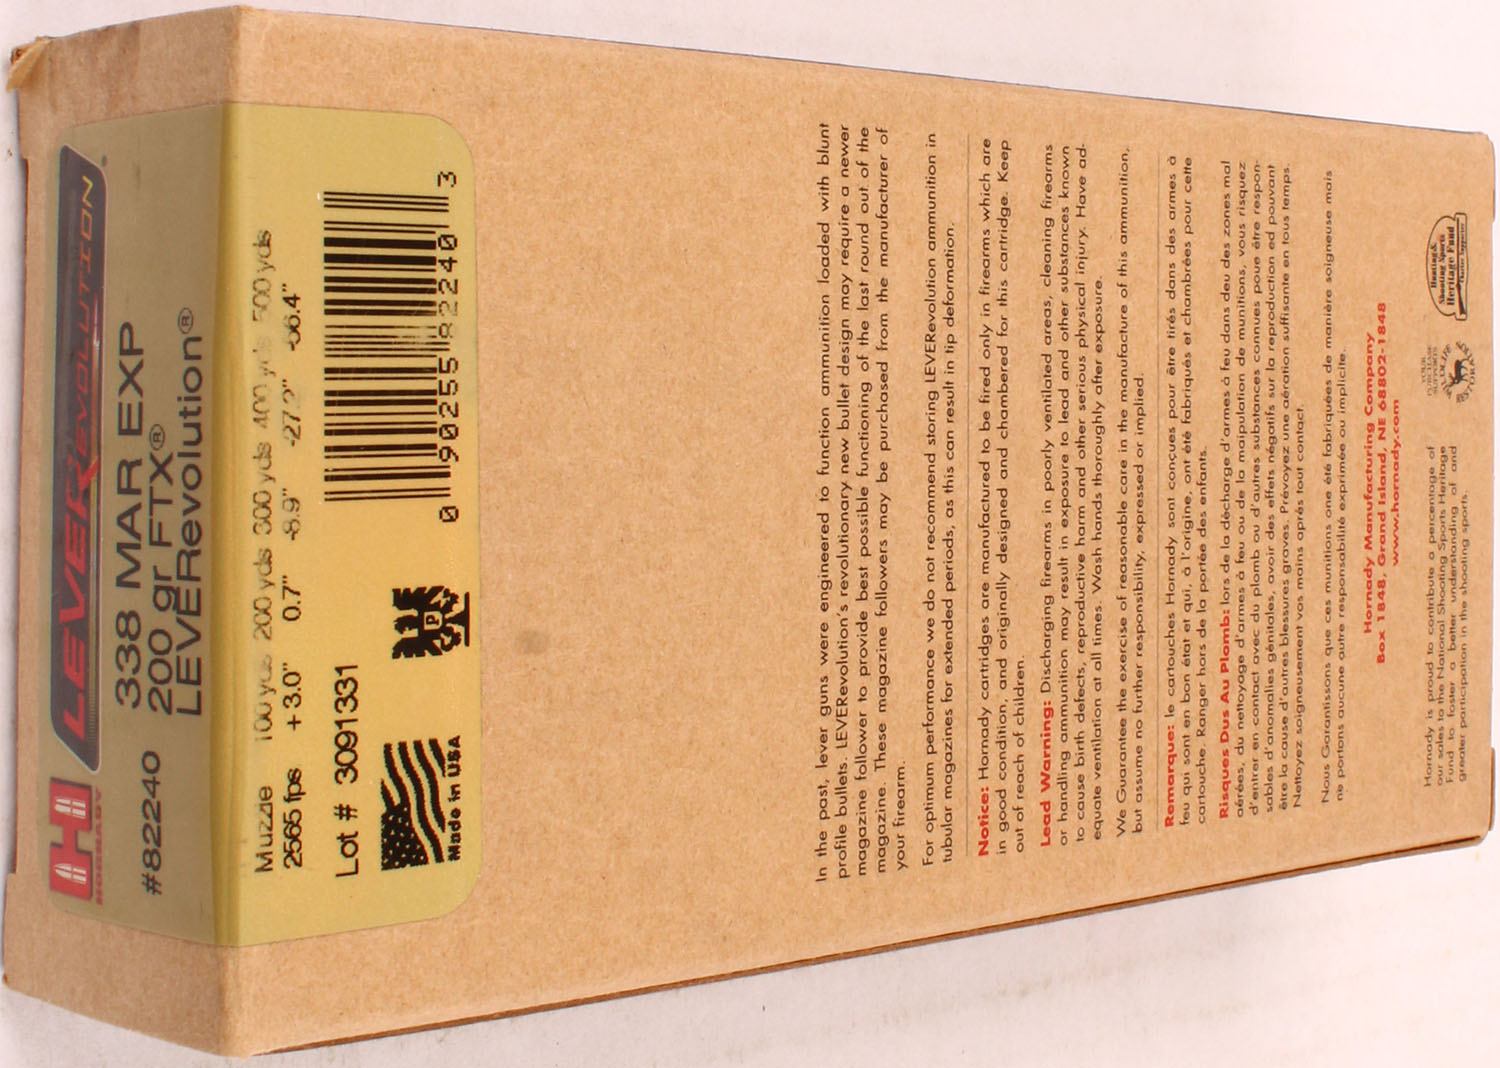 HORNADY
LEVERevolution®
#82240
338 MAR EXP
200 gr FTX®
LEVERevolution®
Muzzle 100 yds 200 yds 300 yds 400 yds 500 yds
2565 fps +3.0" 0.7" -8.9" -27.2" -56.4"
Lot # 3091331
Made in USA
P
0 90255 82240 3
In the past, lever guns were engineered to function ammunition loaded with blunt
profile bullets. LEVERevolution's revolutionary new bullet design may require a newer
magazine follower to provide best possible functioning of the last round out of the
magazine. These magazine followers may be purchased from the manufacturer of
your firearm.
For optimum performance we do not recommend storing LEVERevolution ammunition in
tubular magazines for extended periods, as this can result in tip deformation.
Notice: Hornady cartridges are manufactured to be fired only in firearms which are
in good condition, and originally designed and chambered for this cartridge. Keep
out of reach of children.
Lead Warning: Discharging firearms in poorly ventilated areas, cleaning firearms
or handling ammunition may result in exposure to lead and other substances known
to cause birth defects, reproductive harm and other serious physical injury. Have ad-
equate ventilation at all times. Wash hands thoroughly after exposure.
We Guarantee the exercise of reasonable care in the manufacture of this ammunition,
but assume no further responsibility, expressed or implied.
Remarque: le cartouches Hornady sont conçues pour être tirés dans des armes à
feu qui sont en bon état et qui, à l'origine, ont été fabriqués et chambrées pour cette
cartouche. Ranger hors de la portée des enfants.
Risques Dus Au Plomb: lors de la décharge d'armes à feu dans deu des zones mal
aérées, du nettoyage d'armes à feu ou de la maipulation de munitions, vous risquez
d'entrer en contact avec du plomb ou d'autres substances connues poue être respon-
sables d'anomalies génitales, avoir des effets négatifs sur la reproduction ed pouvant
être la cause d'autres blessures graves. Prévoyez une aération suffisante en tous temps.
Nettoyez soigneusement vos mains aprés tout contact.
Nous Garantissons que ces munitions one été fabriquées de manière soigneuse mais
ne portons aucune autre responsabilité exprimée ou implicite.
Hornady Manufacturing Company
Box 1848, Grand Island, NE 68802-1848
www.hornady.com
Hornady is proud to contribute a percentage of
our sales to the National Shooting Sports Heritage
Fund to foster a better understanding of and
greater participation in the shooting sports.
YOUR
PURCHASE
SUPPORTS
WILDLIFE
RESTORATION
Hunting &
Shooting Sports
Heritage Fund
Charter Supporter